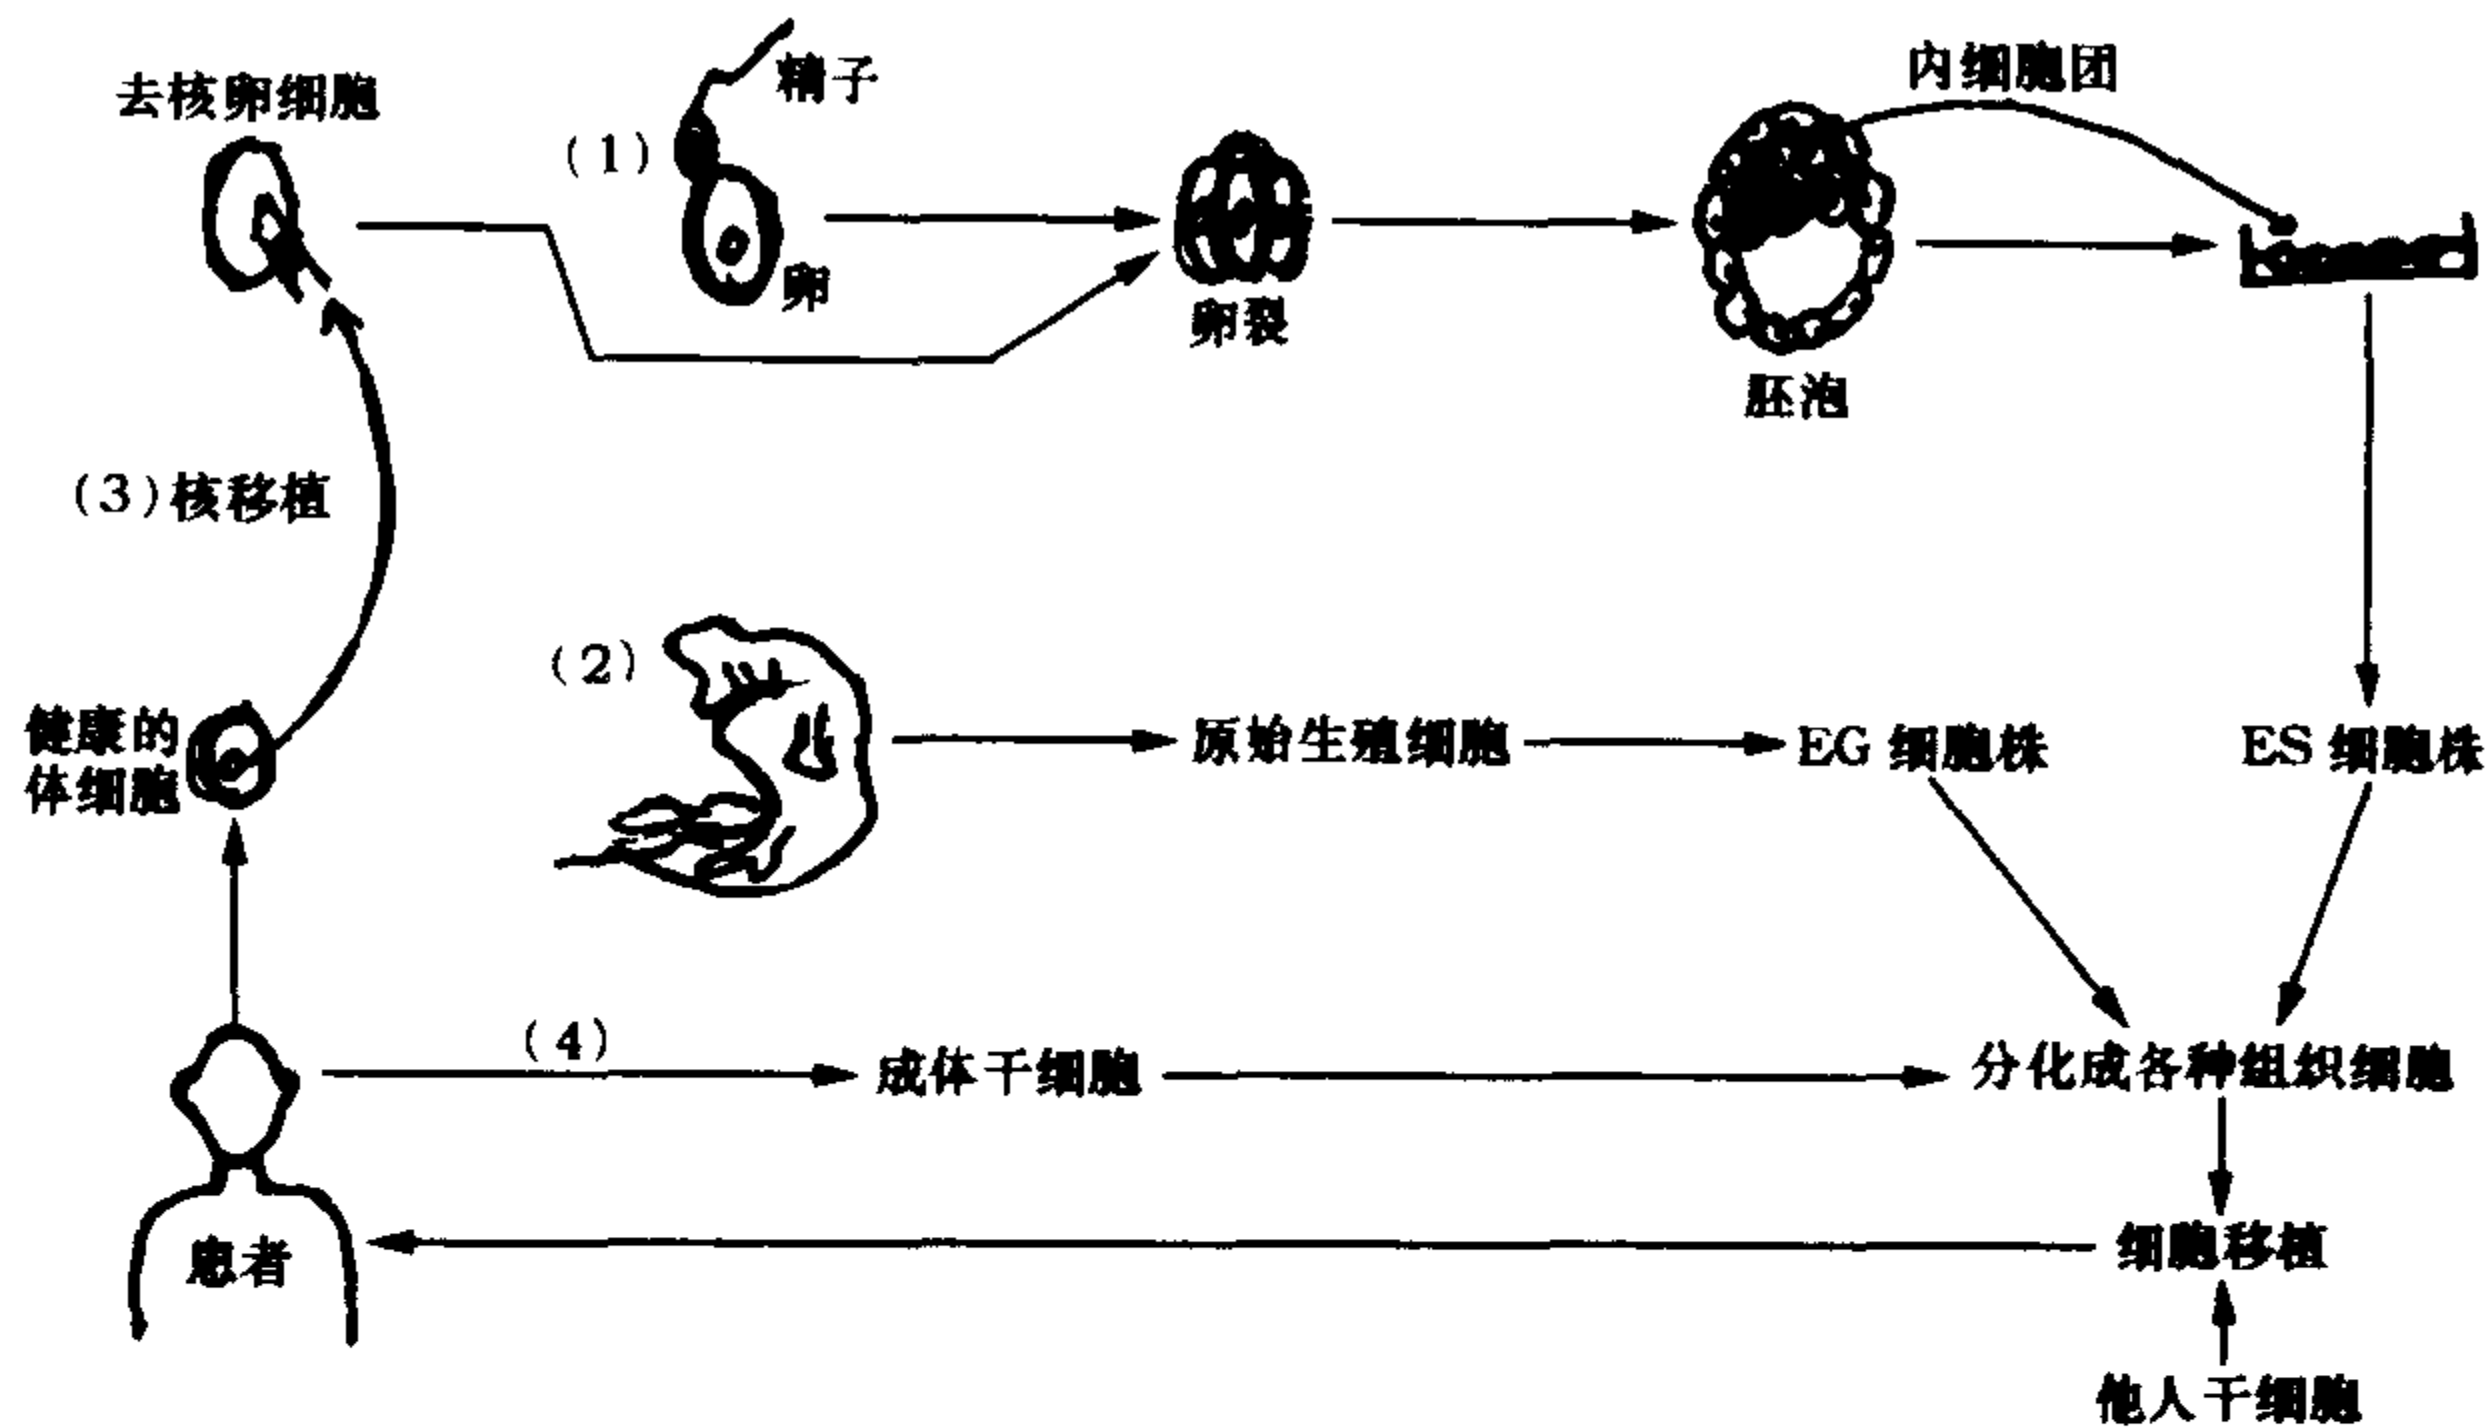 精子
内细胞团
去核卵细胞
(1)
卵
卵裂
胚泡
(3)核移植
(2)
健康的
体细胞
原始生殖细胞
EG 细胞株
ES 细胞株
(4)
成体干细胞
分化成各种组织细胞
患者
细胞移植
他人干细胞